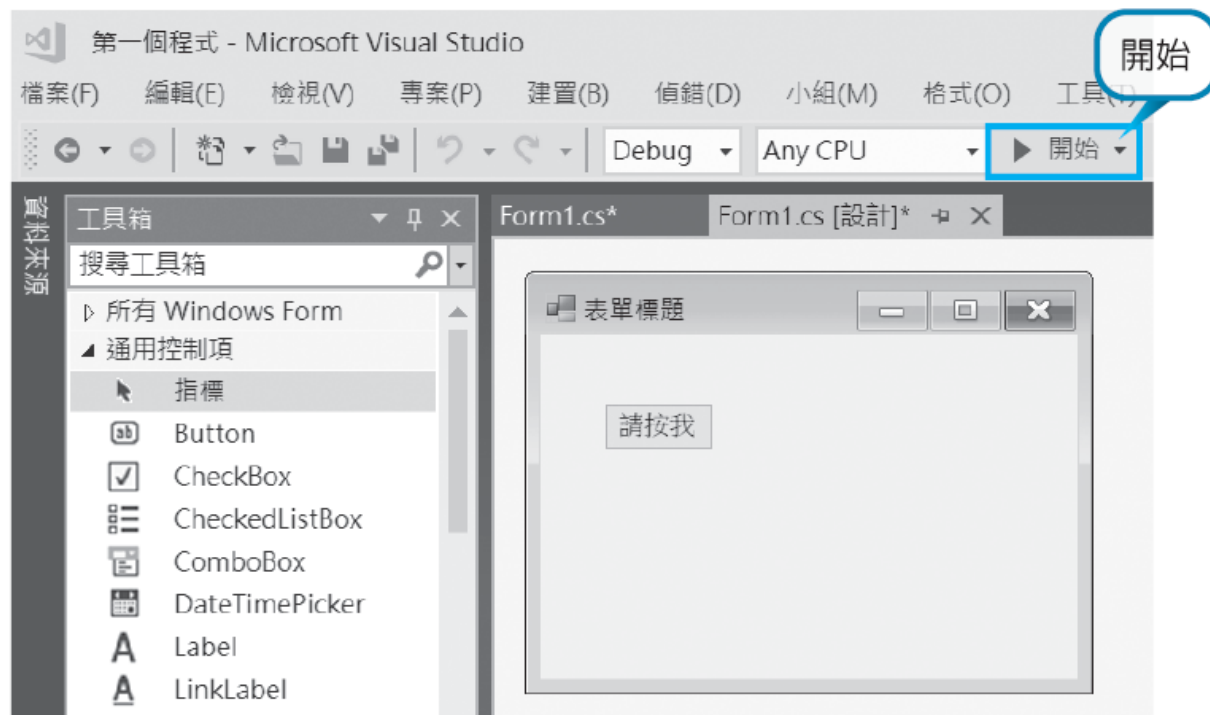 第一個程式 - Microsoft Visual Studio
開始
檔案(F) 編輯(E) 檢視(V) 專案(P) 建置(B) 偵錯(D) 小組(M) 格式(O) 工具(T)
Debug Any CPU 開始
資料來源
工具箱
Form1.cs* Form1.cs [設計]*
搜尋工具箱
所有 Windows Form
通用控制項
指標
Button
CheckBox
CheckedListBox
ComboBox
DateTimePicker
Label
LinkLabel
表單標題
請按我